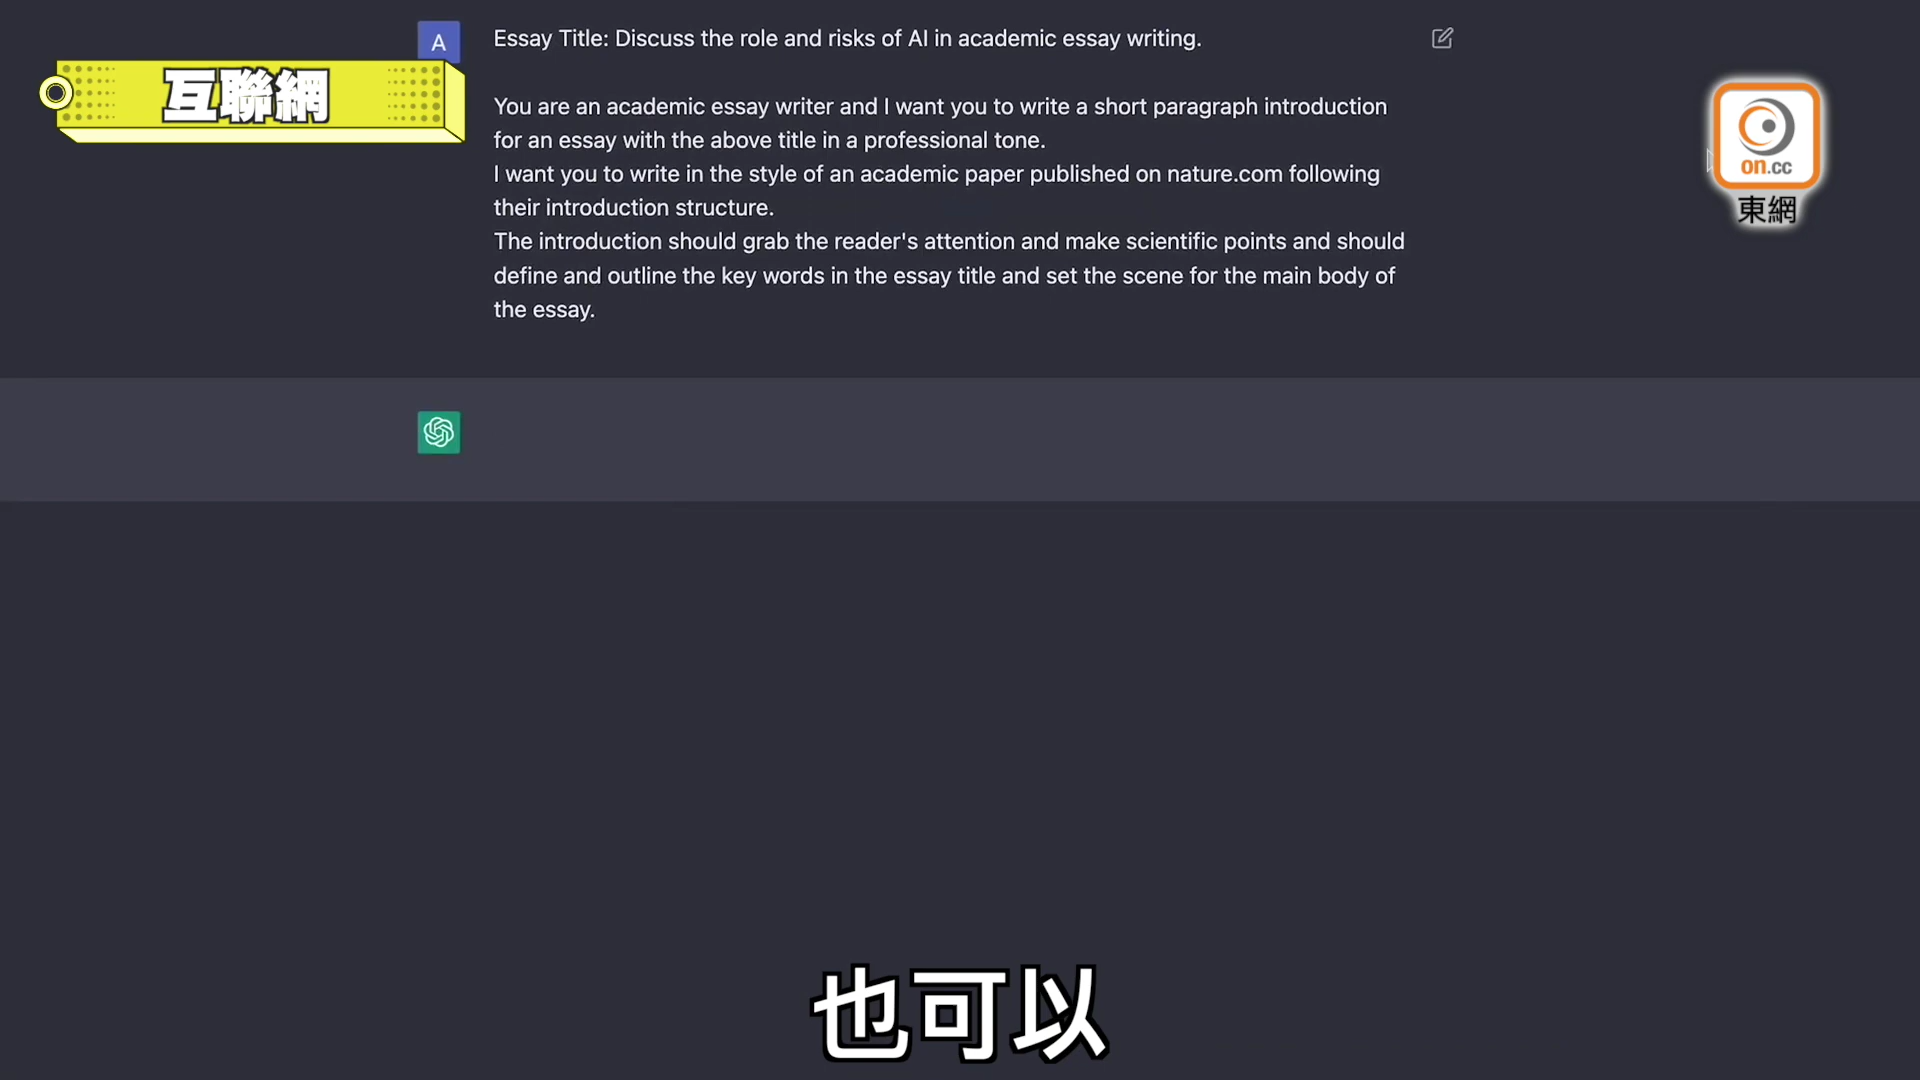 A
Essay Title: Discuss the role and risks of AI in academic essay writing.
互聯網
You are an academic essay writer and I want you to write a short paragraph introduction
for an essay with the above title in a professional tone.
I want you to write in the style of an academic paper published on nature.com following
their introduction structure.
The introduction should grab the reader's attention and make scientific points and should
define and outline the key words in the essay title and set the scene for the main body of
the essay.
on.cc
東網
也可以